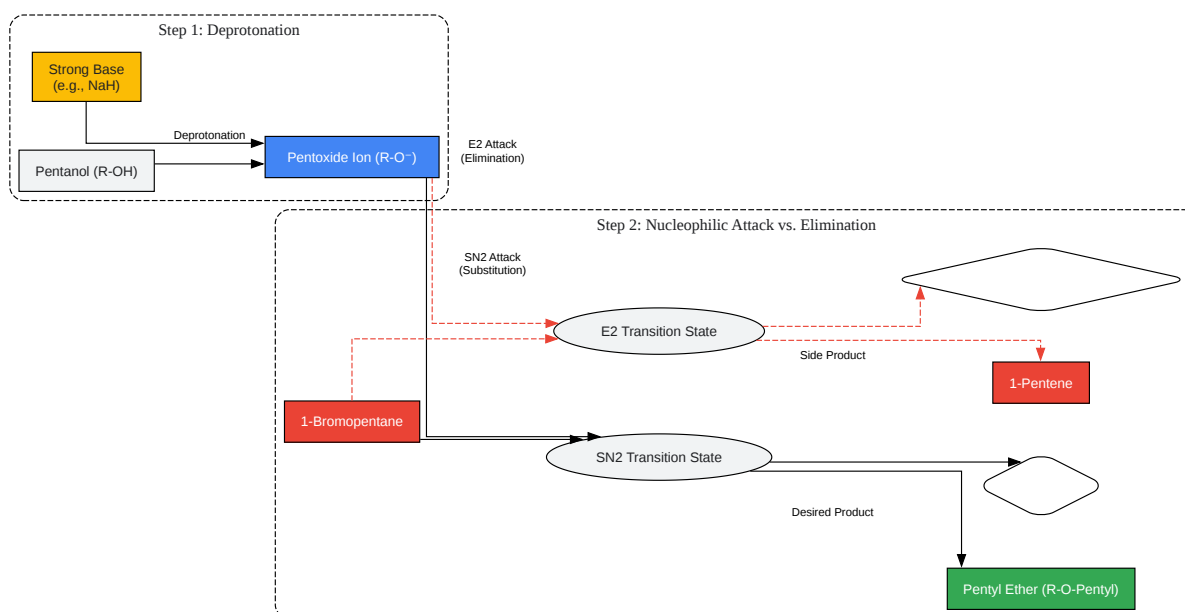 Step 1: Deprotonation
Strong Base
(e.g., NaH)
Deprotonation
Pentanol (R-OH)
Pentoxide Ion (R-O⁻)
E2 Attack
(Elimination)
Step 2: Nucleophilic Attack vs. Elimination
SN2 Attack
(Substitution)
E2 Transition State
Side Product
1-Pentene
1-Bromopentane
SN2 Transition State
Desired Product
Pentyl Ether (R-O-Pentyl)